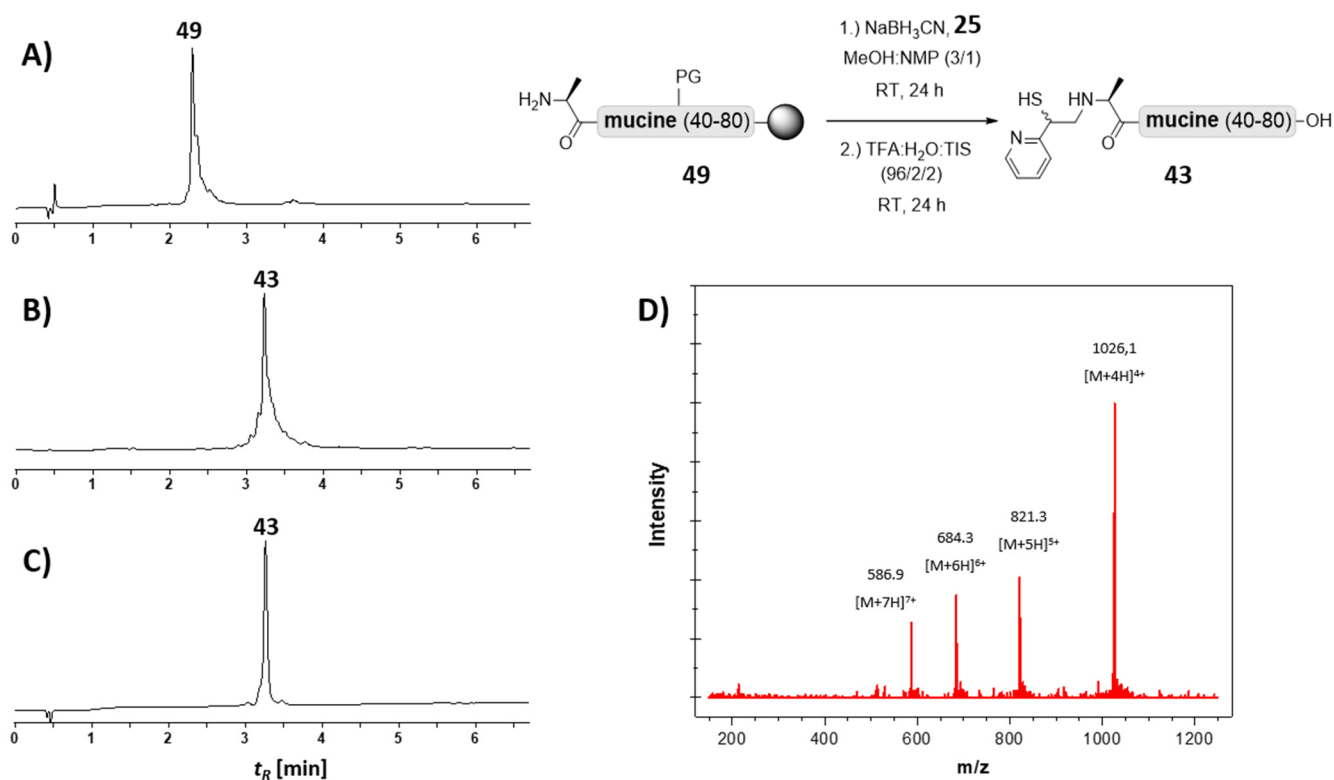 A)
49
0 1 2 3 4 5 6
H₂N
O
PG
mucine (40-80)
49
1.) NaBH₃CN, 25
MeOH:NMP (3/1)
RT, 24 h
2.) TFA:H₂O:TIS
(96/2/2)
RT, 24 h
HS
HN
N
O
mucine (40-80)
OH
43
B)
43
0 1 2 3 4 5 6
C)
43
0 1 2 3 4 5 6
tR [min]
D)
Intensity
586.9
[M+7H]⁷⁺
684.3
[M+6H]⁶⁺
821.3
[M+5H]⁵⁺
1026,1
[M+4H]⁴⁺
200 400 600 800 1000 1200
m/z